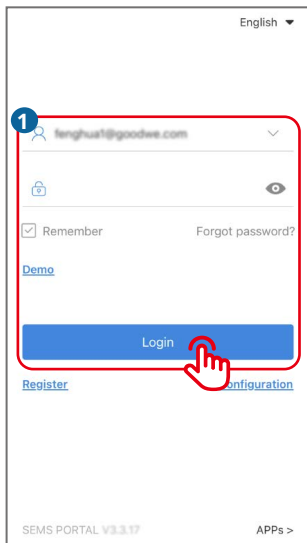 English
1
fenghua1@goodwe.com
Remember
Forgot password?
Demo
Login
Register
onfiguration
SEMS PORTAL V3.3.17
APPs >